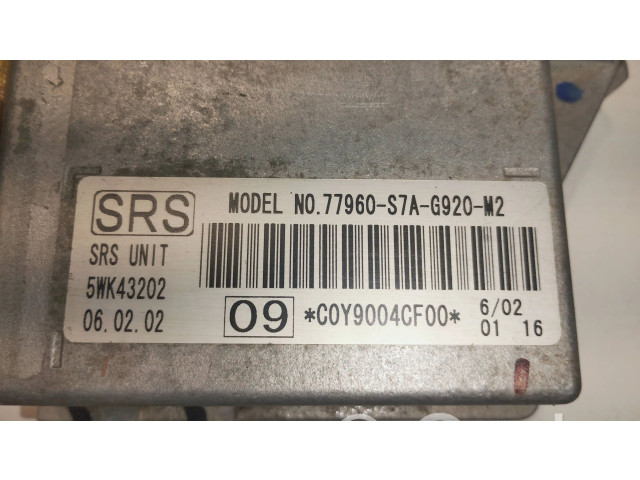 SRS
MODEL NO.77960-S7A-G920-M2
SRS UNIT
5WK43202
06.02.02
09
*C0Y9004CF00*
6/02
01 16